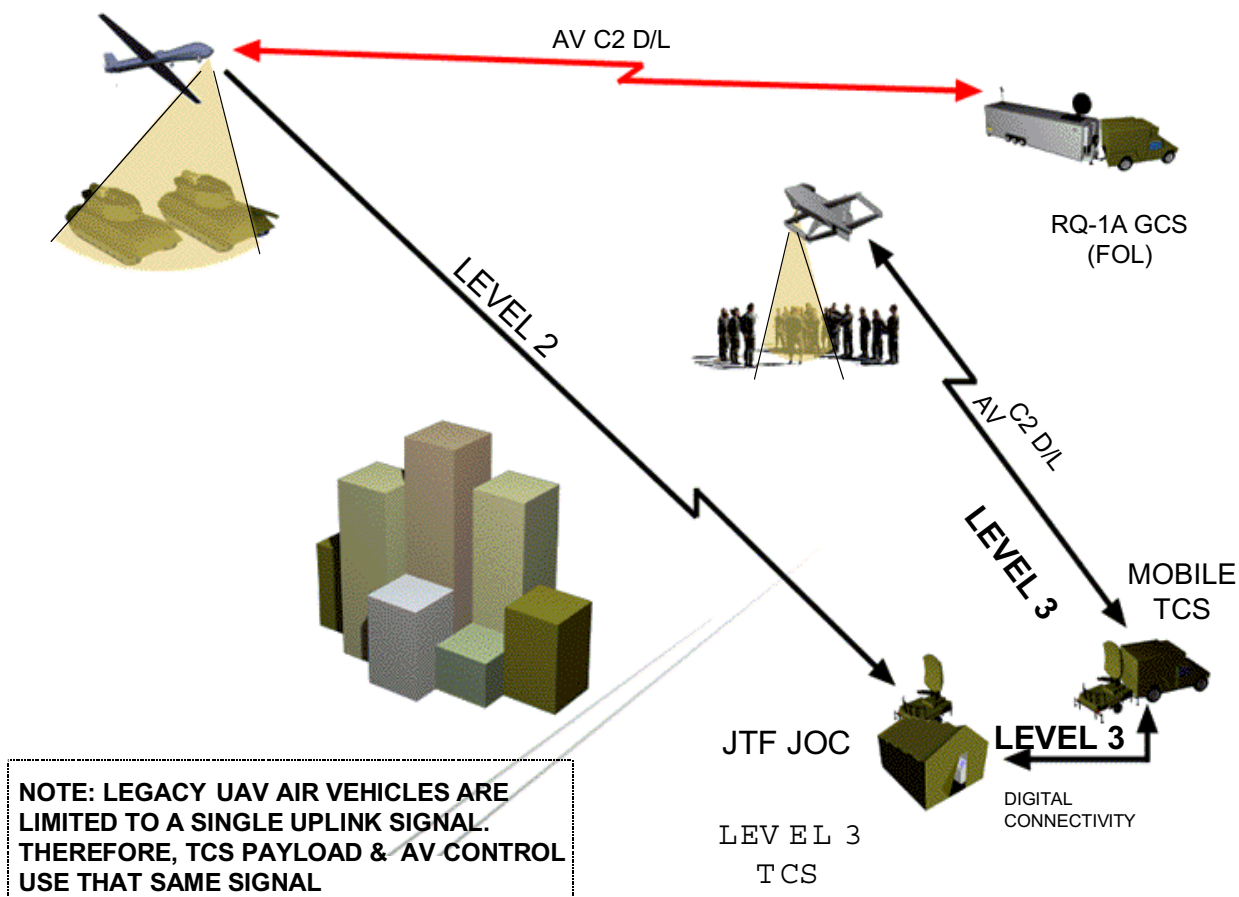 AV C2 D/L
RQ-1A GCS
(FOL)
LEVEL 2
AV C2 D/L
LEVEL 3
MOBILE
TCS
JTF JOC
LEVEL 3
DIGITAL
CONNECTIVITY
LEVEL 3
TCS
NOTE: LEGACY UAV AIR VEHICLES ARE
LIMITED TO A SINGLE UPLINK SIGNAL.
THEREFORE, TCS PAYLOAD & AV CONTROL
USE THAT SAME SIGNAL